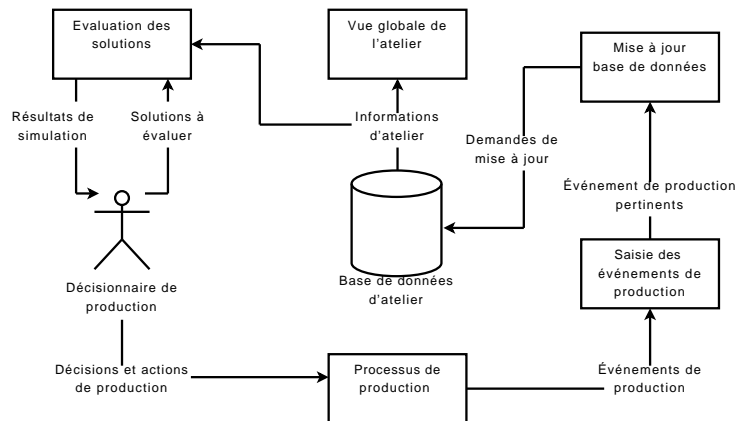 Evaluation des
solutions
Vue globale de
l'atelier
Mise à jour
base de données
Résultats de
simulation
Solutions à
évaluer
Informations
d'atelier
Demandes de
mise à jour
Événement de production
pertinents
Décisionnaire de
production
Base de données
d'atelier
Saisie des
événements de
production
Décisions et actions
de production
Processus de
production
Événements de
production